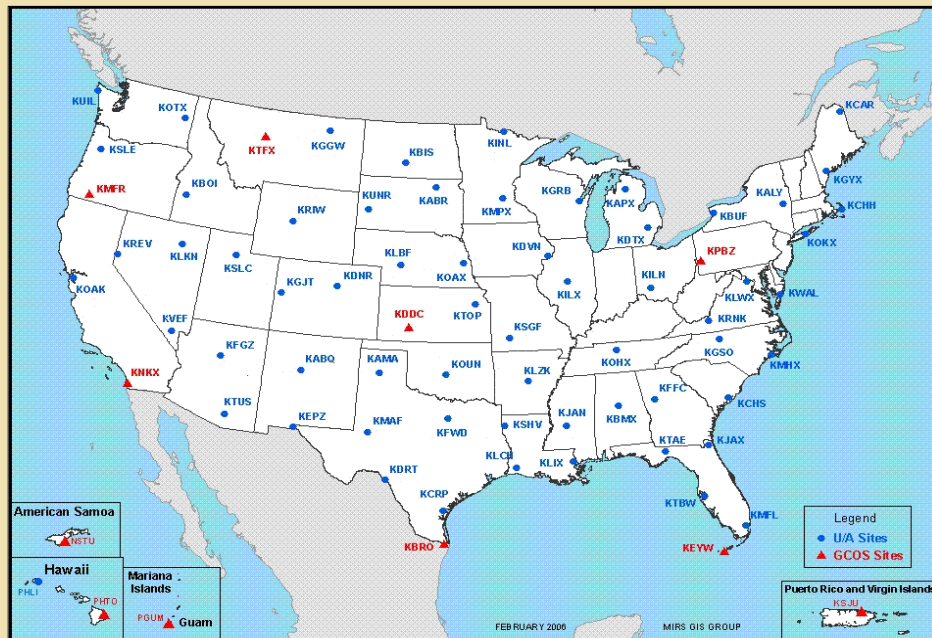 KUIL
KOTX
KTFX
KGGW
KBIS
KINL
KCAR
KSLE
KMFR
KBOI
KUNR
KABR
KMPX
KGRB
KAPX
KALY
KGYX
KRIW
KBUF
KCHH
KREV
KLKN
KSLC
KLBF
KDVN
KDTX
KPBZ
KOKX
KOAK
KGJT
KDNR
KOAX
KILX
KILN
KLWX
KWAL
KVEF
KDDC
KTOP
KSGF
KRNK
KNKX
KFGZ
KABQ
KAMA
KOUN
KLZK
KOHX
KGSO
KMHX
KTUS
KEPZ
KMAF
KFWD
KSHV
KJAN
KBMX
KFFC
KCHS
KDRT
KLCH
KLIX
KTAE
KJAX
KCRP
KTBW
KMFL
KBRO
KEYW
American Samoa
NSTU
Hawaii
PHLI
PHTO
Mariana
Islands
PGUM
Guam
Legend
U/A Sites
GCOS Sites
Puerto Rico and Virgin Islands
KSJU
FEBRUARY 2006
MIRS GIS GROUP